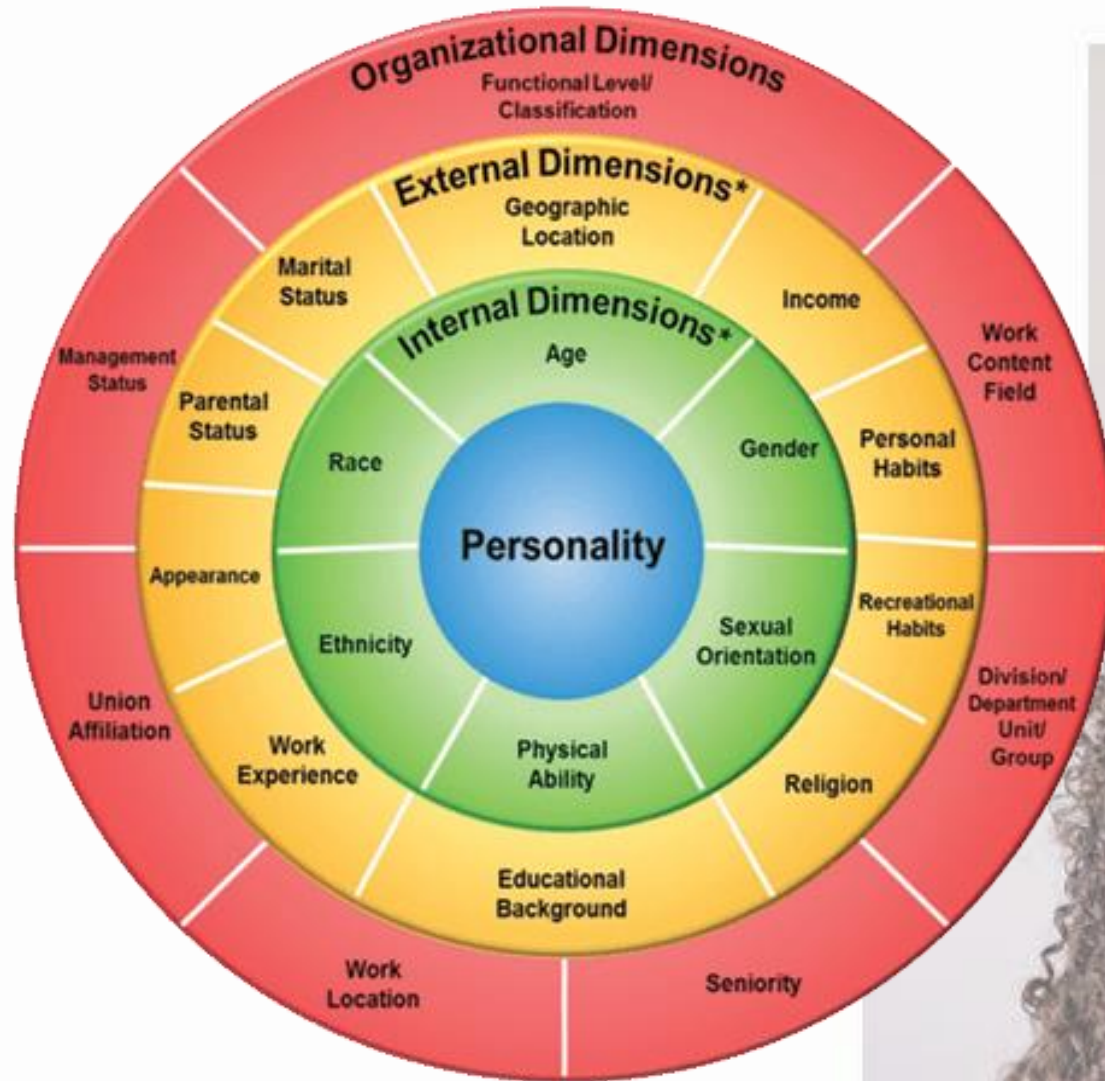 Organizational Dimensions
Functional Level/
Classification
Work
Content
Field
Division/
Department
Unit/
Group
Seniority
Work
Location
Union
Affiliation
Management
Status
External Dimensions*
Geographic
Location
Income
Personal
Habits
Recreational
Habits
Religion
Educational
Background
Work
Experience
Appearance
Parental
Status
Marital
Status
Internal Dimensions*
Age
Gender
Sexual
Orientation
Physical
Ability
Ethnicity
Race
Personality